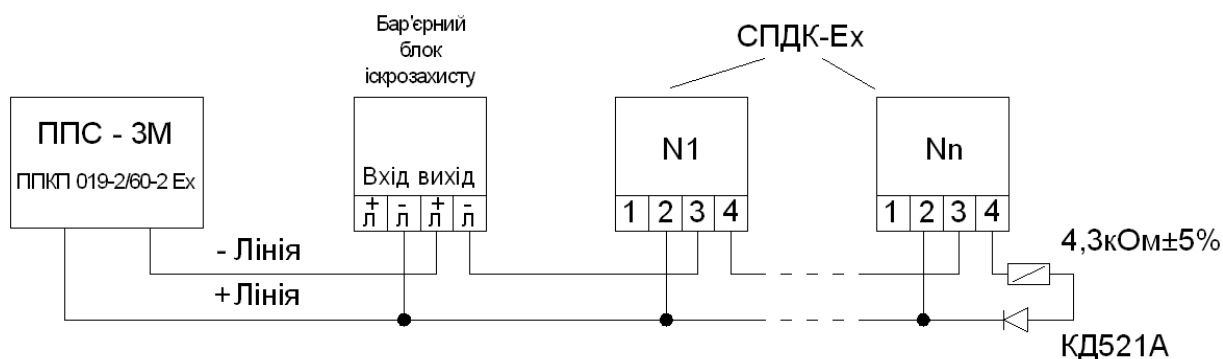 Бар'єрний
блок
іскрозахисту
СПДК-Ех
ППС - 3М
ППКП 019-2/60-2 Ех
N1
Nn
Вхід вихід
+ - + -
Л Л Л Л
1 2 3 4
1 2 3 4
4,3кОм±5%
- Лінія
+Лінія
КД521А